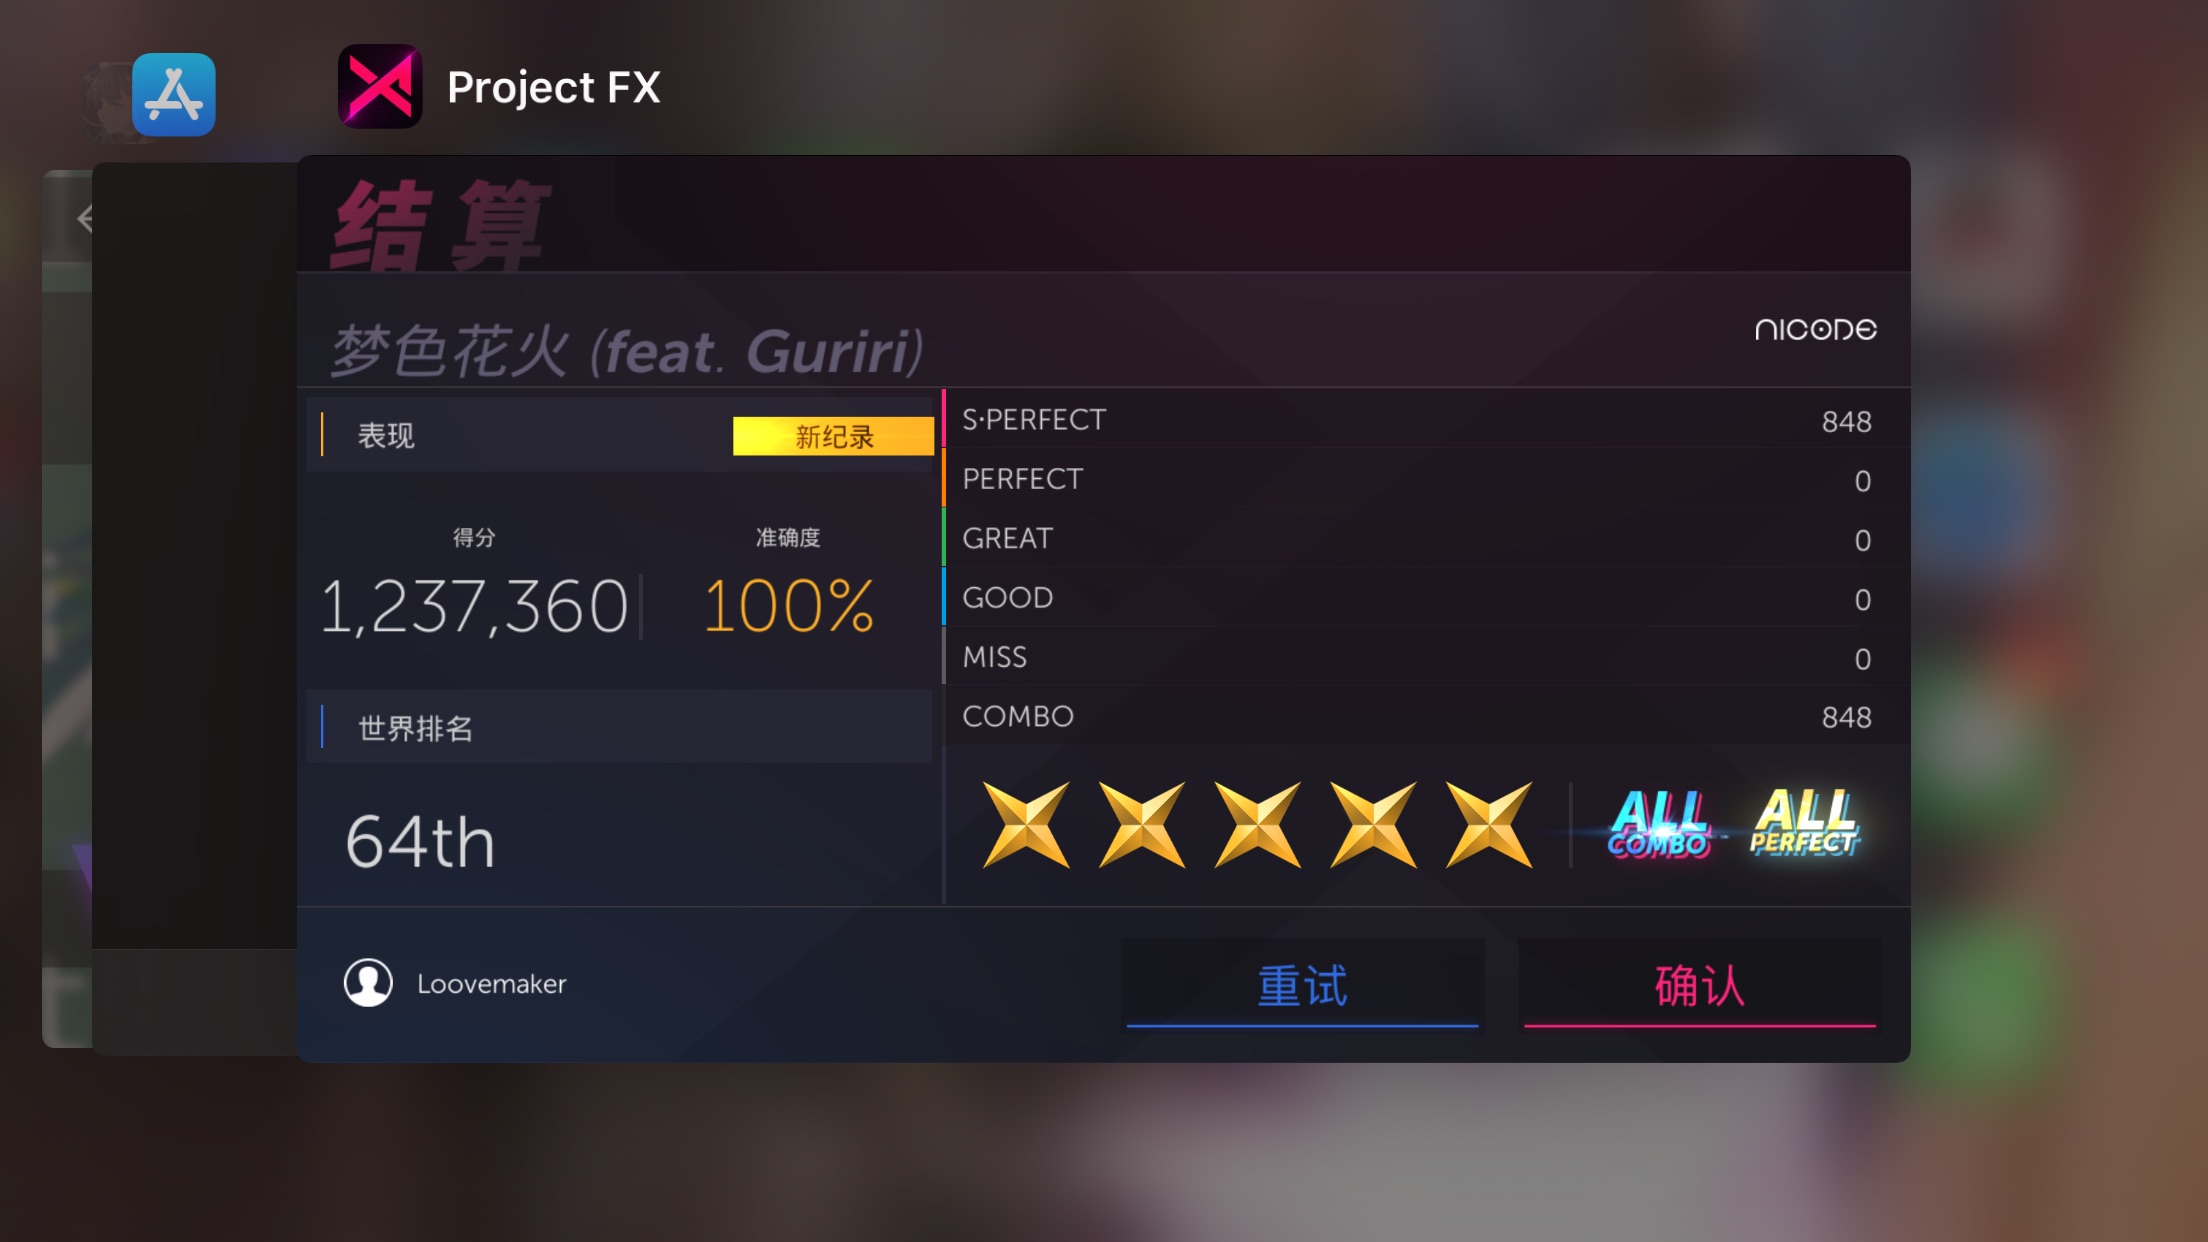 Project FX
结算
梦色花火 (feat. Guriri)
NICODE
表现
新纪录
得分
准确度
1,237,360
100%
世界排名
64th
S·PERFECT 848
PERFECT 0
GREAT 0
GOOD 0
MISS 0
COMBO 848
ALL COMBO
ALL PERFECT
Loovemaker
重试
确认